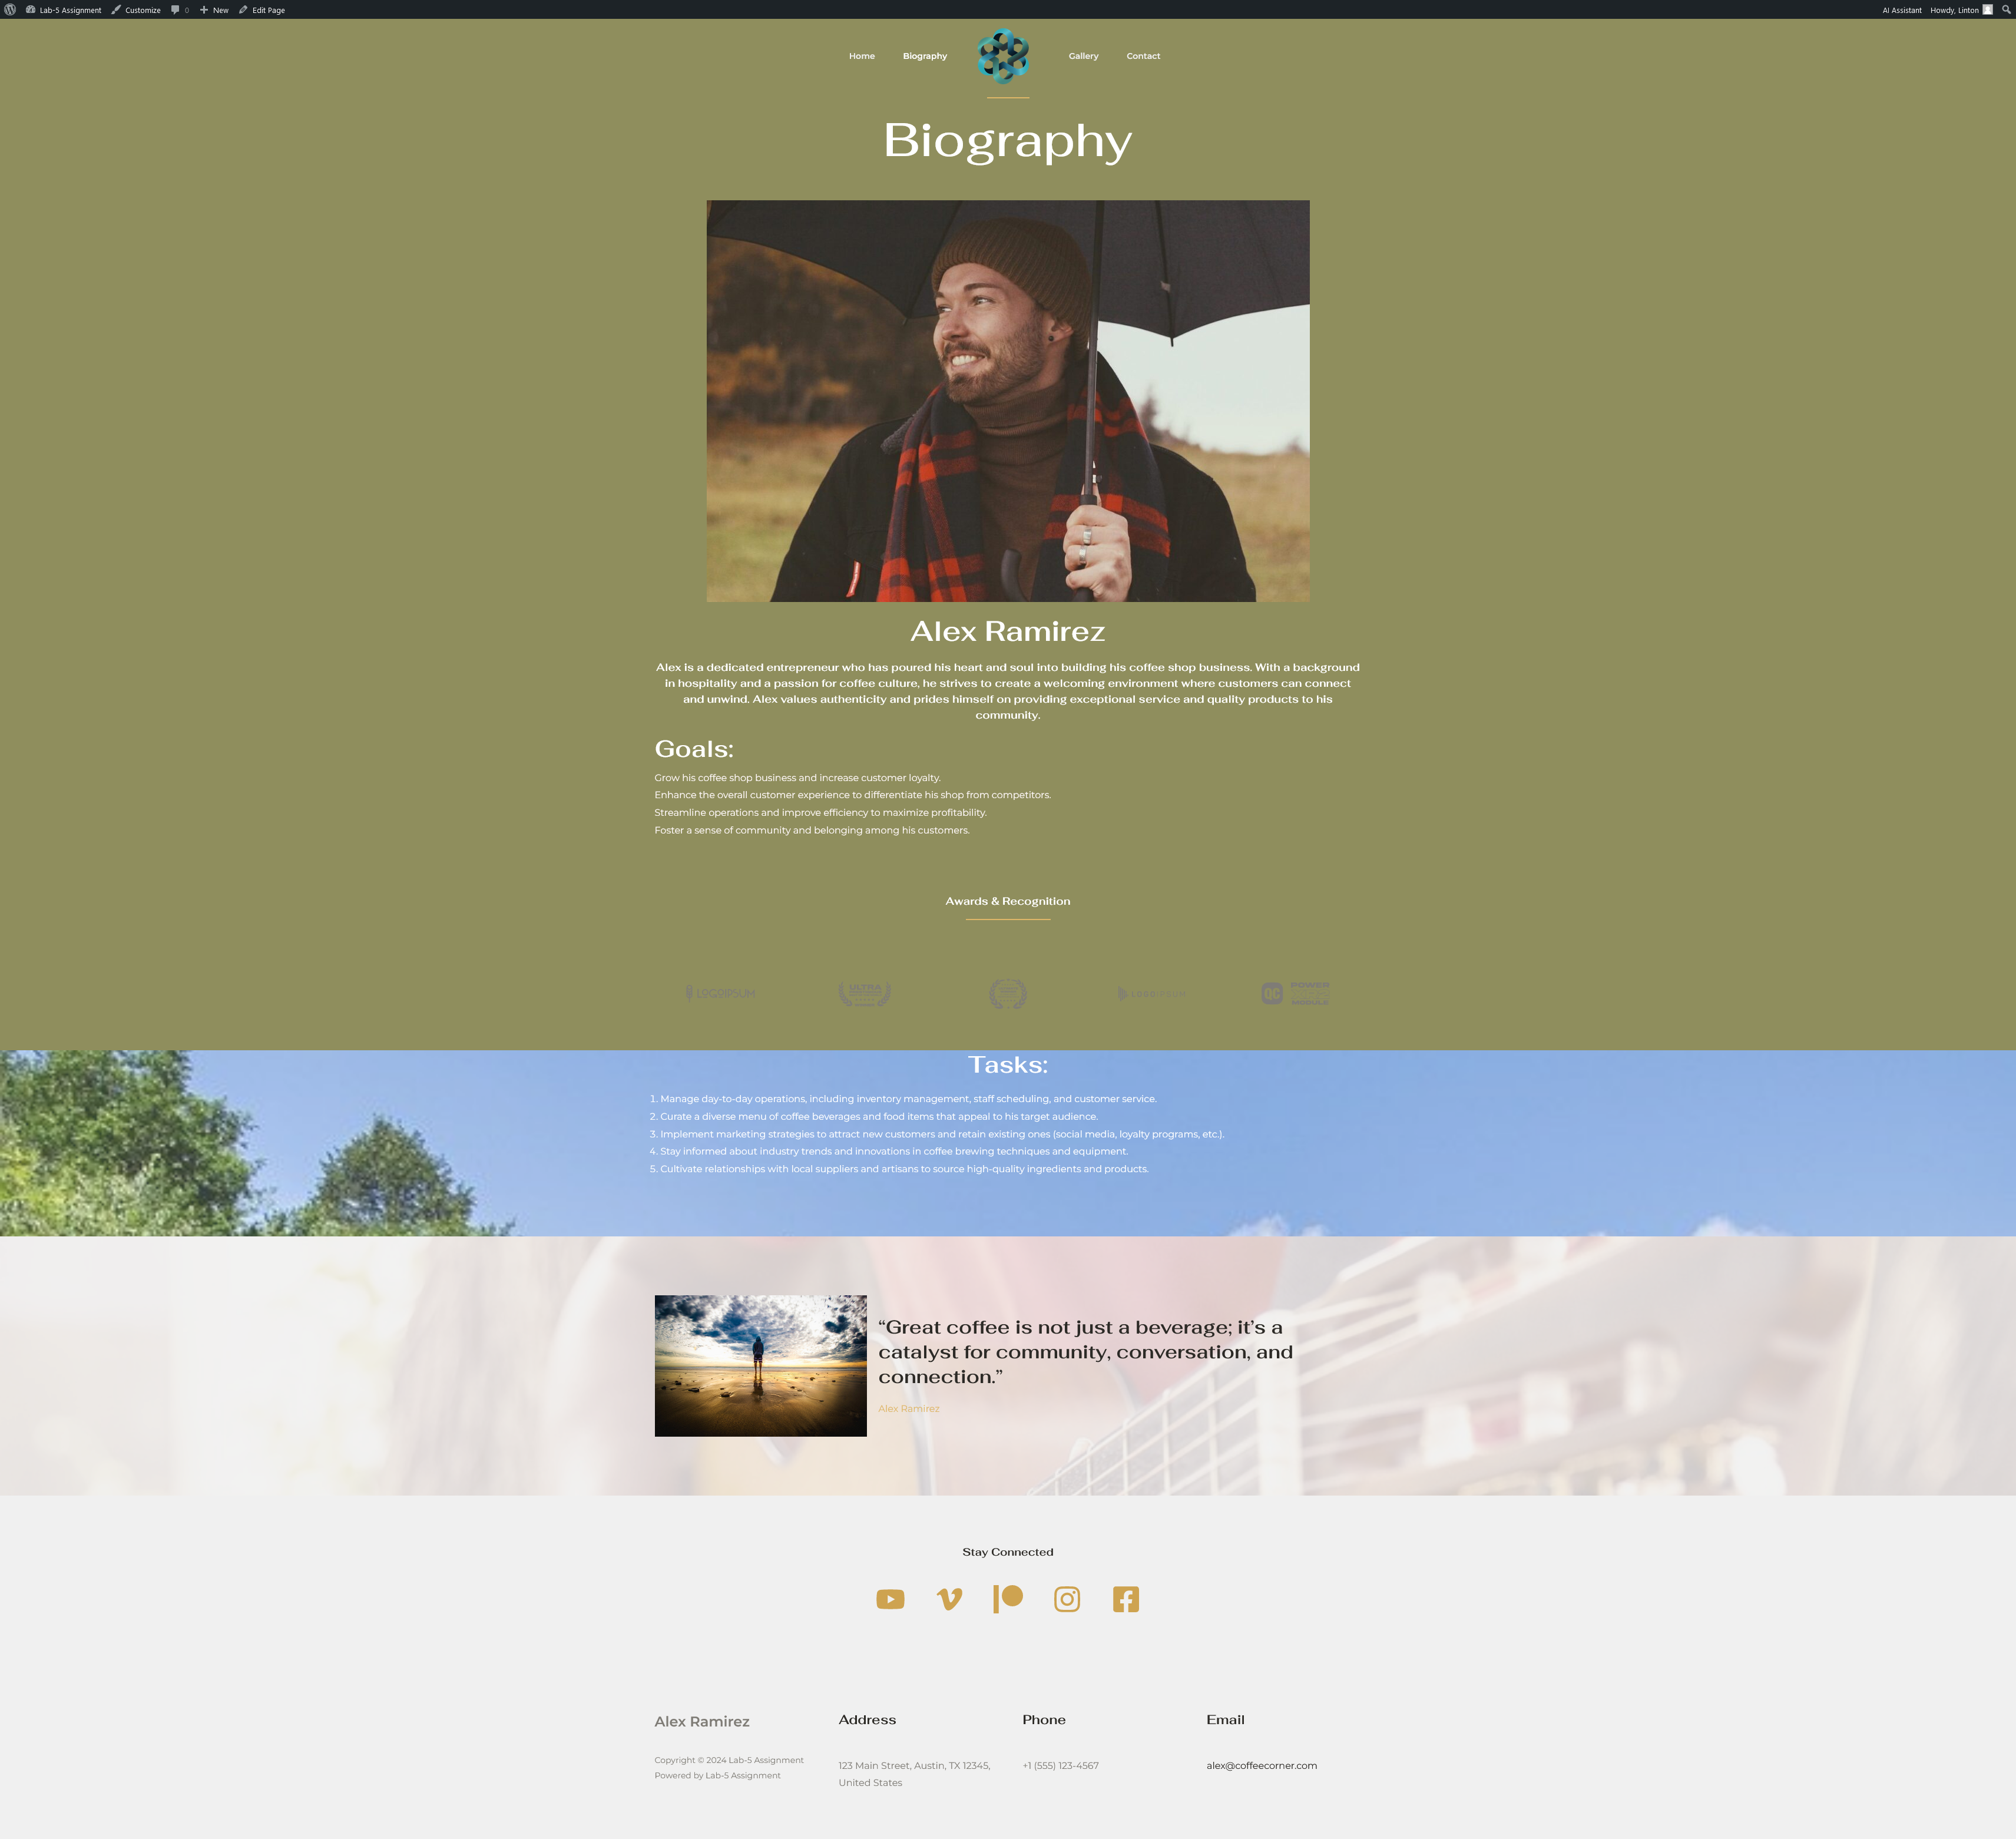 Lab-5 Assignment Customize 0 New Edit Page AI Assistant Howdy, Linton
Home Biography Gallery Contact
Biography
Alex Ramirez
Alex is a dedicated entrepreneur who has poured his heart and soul into building his coffee shop business. With a background
in hospitality and a passion for coffee culture, he strives to create a welcoming environment where customers can connect
and unwind. Alex values authenticity and prides himself on providing exceptional service and quality products to his
community.
Goals:
Grow his coffee shop business and increase customer loyalty.
Enhance the overall customer experience to differentiate his shop from competitors.
Streamline operations and improve efficiency to maximize profitability.
Foster a sense of community and belonging among his customers.
Awards & Recognition
LOGOIPSUM ULTRA LOGOIPSUM QC POWER
MODULE
Tasks:
1. Manage day-to-day operations, including inventory management, staff scheduling, and customer service.
2. Curate a diverse menu of coffee beverages and food items that appeal to his target audience.
3. Implement marketing strategies to attract new customers and retain existing ones (social media, loyalty programs, etc.).
4. Stay informed about industry trends and innovations in coffee brewing techniques and equipment.
5. Cultivate relationships with local suppliers and artisans to source high-quality ingredients and products.
“Great coffee is not just a beverage; it’s a
catalyst for community, conversation, and
connection.”
Alex Ramirez
Stay Connected
Alex Ramirez Address Phone Email
Copyright © 2024 Lab-5 Assignment
Powered by Lab-5 Assignment
123 Main Street, Austin, TX 12345,
United States
+1 (555) 123-4567
alex@coffeecorner.com